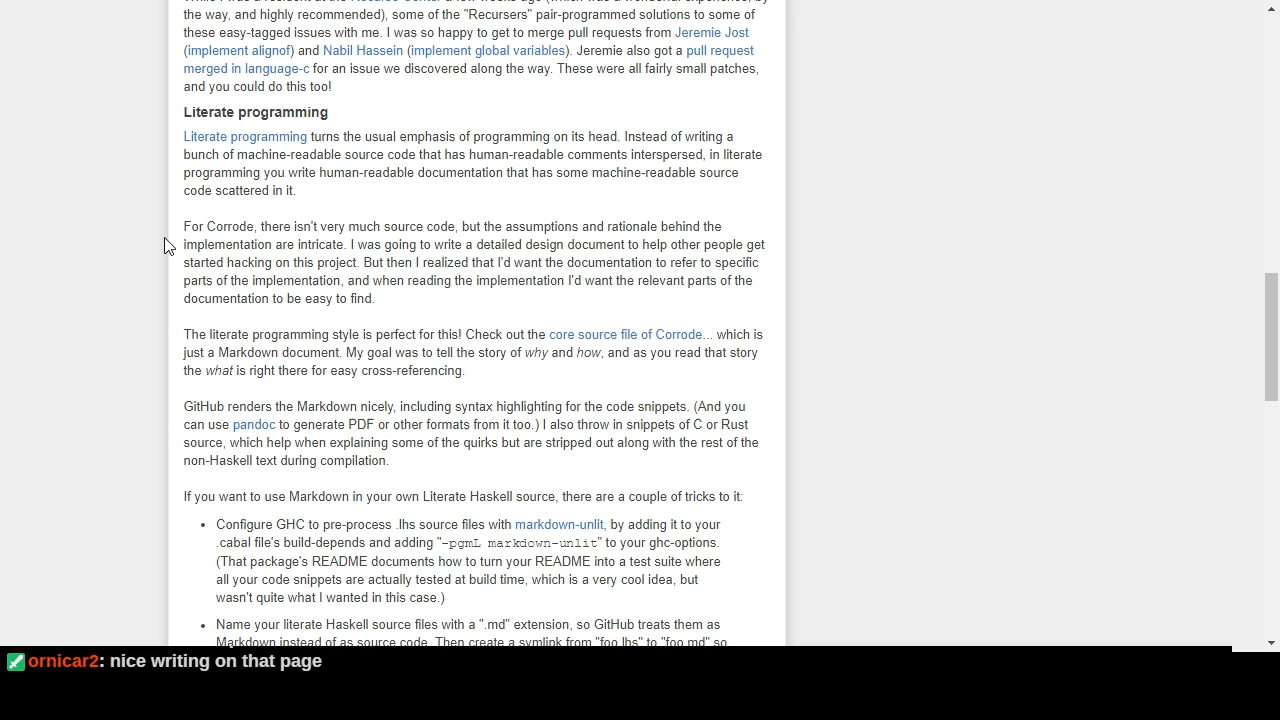 the way, and highly recommended), some of the "Recursers" pair-programmed solutions to some of
these easy-tagged issues with me. I was so happy to get to merge pull requests from Jeremie Jost
(implement alignof) and Nabil Hassein (implement global variables). Jeremie also got a pull request
merged in language-c for an issue we discovered along the way. These were all fairly small patches,
and you could do this too!
Literate programming
Literate programming turns the usual emphasis of programming on its head. Instead of writing a
bunch of machine-readable source code that has human-readable comments interspersed, in literate
programming you write human-readable documentation that has some machine-readable source
code scattered in it.
For Corrode, there isn't very much source code, but the assumptions and rationale behind the
implementation are intricate. I was going to write a detailed design document to help other people get
started hacking on this project. But then I realized that I'd want the documentation to refer to specific
parts of the implementation, and when reading the implementation I'd want the relevant parts of the
documentation to be easy to find.
The literate programming style is perfect for this! Check out the core source file of Corrode... which is
just a Markdown document. My goal was to tell the story of why and how, and as you read that story
the what is right there for easy cross-referencing.
GitHub renders the Markdown nicely, including syntax highlighting for the code snippets. (And you
can use pandoc to generate PDF or other formats from it too.) I also throw in snippets of C or Rust
source, which help when explaining some of the quirks but are stripped out along with the rest of the
non-Haskell text during compilation.
If you want to use Markdown in your own Literate Haskell source, there are a couple of tricks to it:
• Configure GHC to pre-process .lhs source files with markdown-unlit, by adding it to your
.cabal file's build-depends and adding "-pgmL markdown-unlit" to your ghc-options.
(That package's README documents how to turn your README into a test suite where
all your code snippets are actually tested at build time, which is a very cool idea, but
wasn't quite what I wanted in this case.)
• Name your literate Haskell source files with a ".md" extension, so GitHub treats them as
Markdown instead of as source code. Then create a symlink from "foo.lhs" to "foo.md" so
ornicar2: nice writing on that page